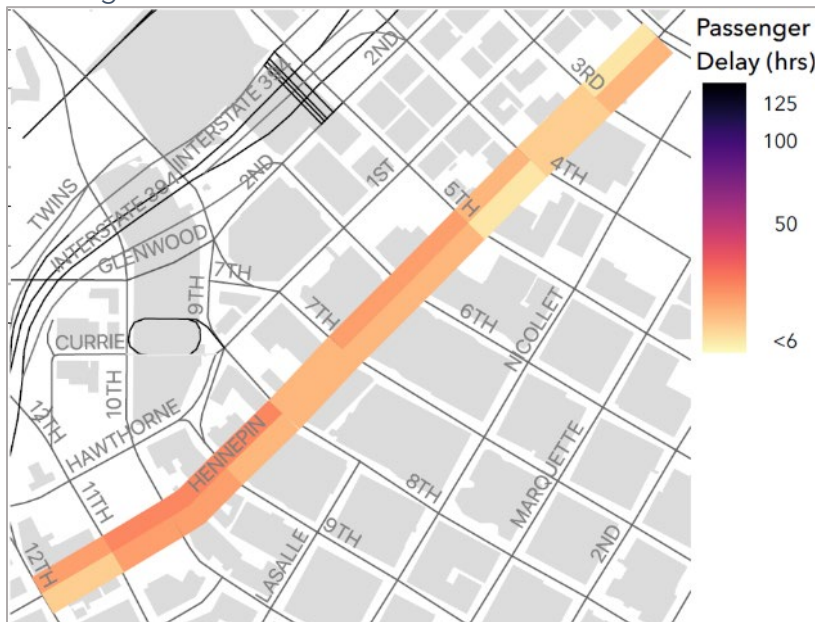 Passenger
Delay (hrs)
125
100
50
<6
2ND
3RD
INTERSTATE 394
4TH
2ND
1ST
TWINS
5TH
INTERSTATE 394
GLENWOOD
7TH
9TH
7TH
6TH
NICOLLET
CURRIE
10TH
12TH
HAWTHORNE
HENNEPIN
MARQUETTE
8TH
11TH
9TH
2ND
12TH
LASALLE